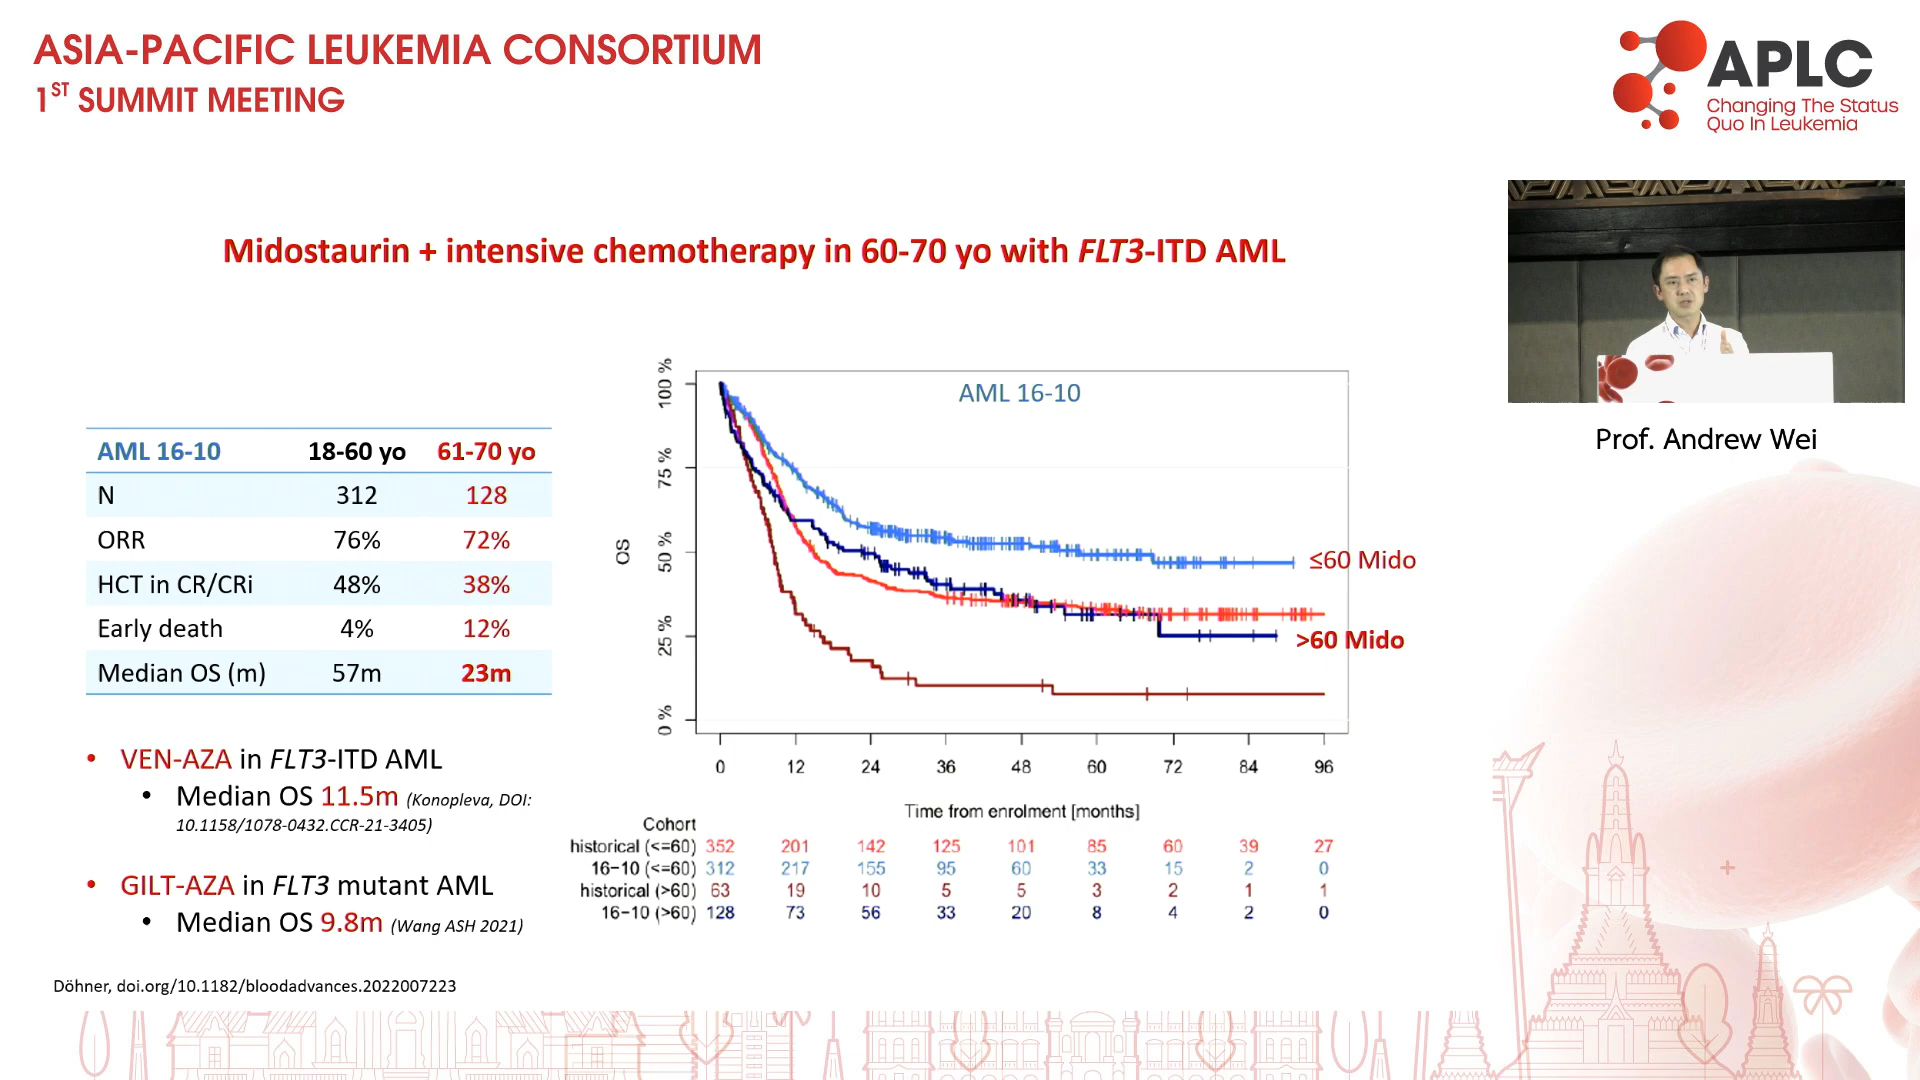 ASIA-PACIFIC LEUKEMIA CONSORTIUM
1ST SUMMIT MEETING
APLC
Changing The Status
Quo In Leukemia
Midostaurin + intensive chemotherapy in 60-70 yo with FLT3-ITD AML
Prof. Andrew Wei
AML 16-10 18-60 yo 61-70 yo
N 312 128
ORR 76% 72%
HCT in CR/CRi 48% 38%
Early death 4% 12%
Median OS (m) 57m 23m
• VEN-AZA in FLT3-ITD AML
• Median OS 11.5m (Konopleva, DOI:
10.1158/1078-0432.CCR-21-3405)
• GILT-AZA in FLT3 mutant AML
• Median OS 9.8m (Wang ASH 2021)
AML 16-10
OS
100 %
75 %
50 %
25 %
0 %
≤60 Mido
>60 Mido
0 12 24 36 48 60 72 84 96
Time from enrolment [months]
Cohort
historical (<=60) 352 201 142 125 101 85 60 39 27
16−10 (<=60) 312 217 155 95 60 33 15 2 0
historical (>60) 63 19 10 5 5 3 2 1 1
16−10 (>60) 128 73 56 33 20 8 4 2 0
Döhner, doi.org/10.1182/bloodadvances.2022007223